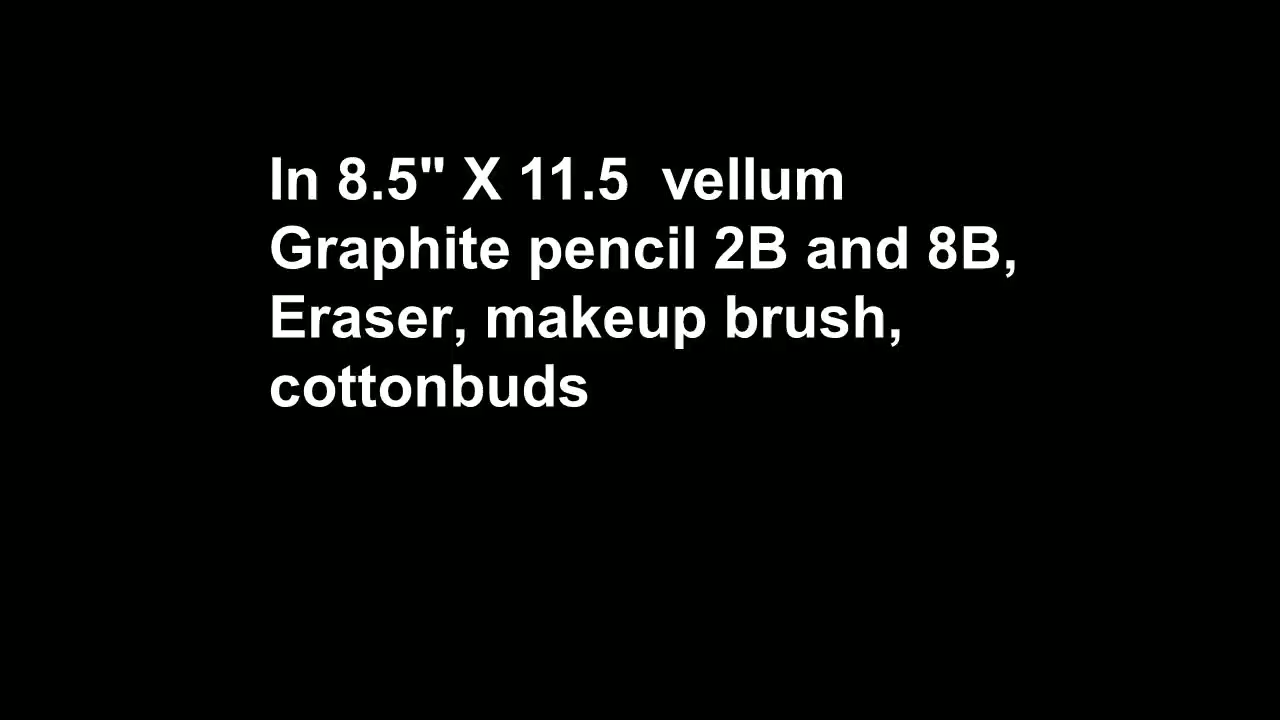 In 8.5" X 11.5  vellum
Graphite pencil 2B and 8B,
Eraser, makeup brush,
cottonbuds